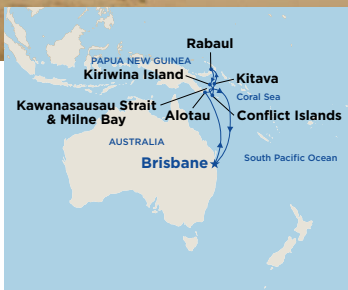 Rabaul
PAPUA NEW GUINEA
Kiriwina Island
Kitava
Coral Sea
Kawanasausau Strait
& Milne Bay
Alotau
Conflict Islands
AUSTRALIA
South Pacific Ocean
Brisbane